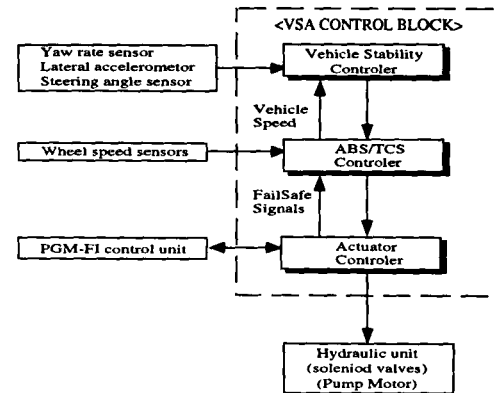 <VSA CONTROL BLOCK>
Yaw rate sensor
Lateral accelerometor
Steering angle sensor
Vehicle Stability
Controler
Vehicle
Speed
Wheel speed sensors
ABS/TCS
Controler
FailSafe
Signals
PGM-FI control unit
Actuator
Controler
Hydraulic unit
(soleniod valves)
(Pump Motor)